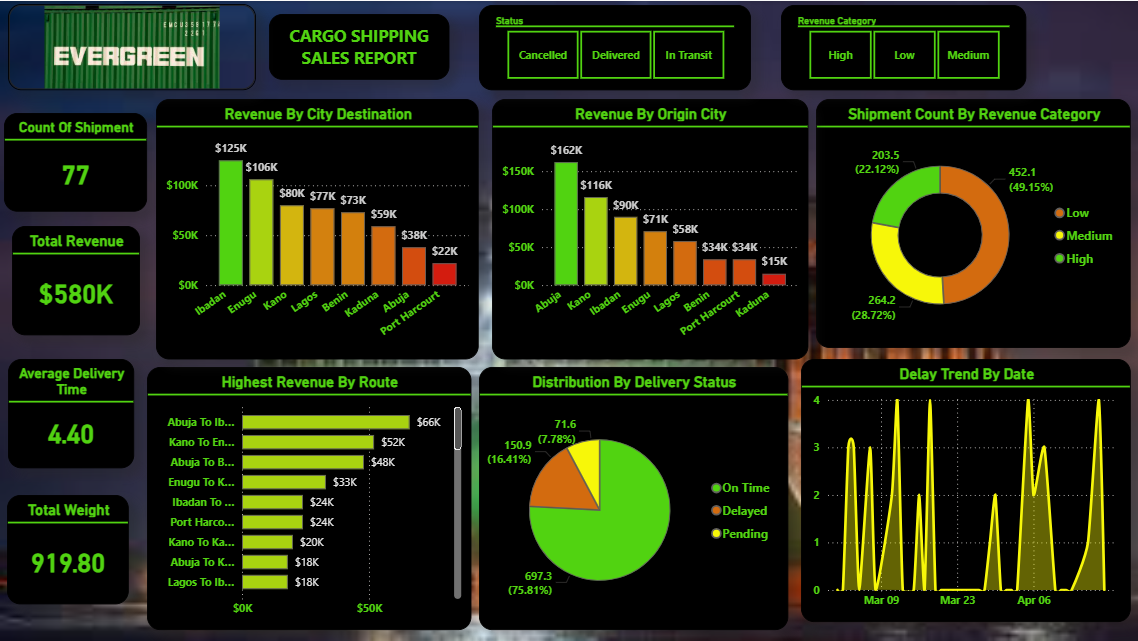 EMCU3581776
22G1
EVERGREEN
CARGO SHIPPING
SALES REPORT
Status
Cancelled
Delivered
In Transit
Revenue Category
High
Low
Medium
Count Of Shipment
77
Total Revenue
$580K
Average Delivery
Time
4.40
Total Weight
919.80
Revenue By City Destination
$125K
$106K
$80K
$77K
$73K
$59K
$38K
$22K
$100K
$50K
$0K
Ibadan
Enugu
Kano
Lagos
Benin
Kaduna
Abuja
Port Harcourt
Revenue By Origin City
$162K
$116K
$90K
$71K
$58K
$34K
$34K
$15K
$150K
$100K
$50K
$0K
Abuja
Kano
Ibadan
Enugu
Lagos
Benin
Port Harcourt
Kaduna
Shipment Count By Revenue Category
203.5
(22.12%)
452.1
(49.15%)
264.2
(28.72%)
Low
Medium
High
Highest Revenue By Route
Abuja To Ib... $66K
Kano To En... $52K
Abuja To B... $48K
Enugu To K... $33K
Ibadan To ... $24K
Port Harco... $24K
Kano To Ka... $20K
Abuja To K... $18K
Lagos To Ib... $18K
$0K $50K
Distribution By Delivery Status
71.6
(7.78%)
150.9
(16.41%)
697.3
(75.81%)
On Time
Delayed
Pending
Delay Trend By Date
4
3
2
1
0
Mar 09 Mar 23 Apr 06